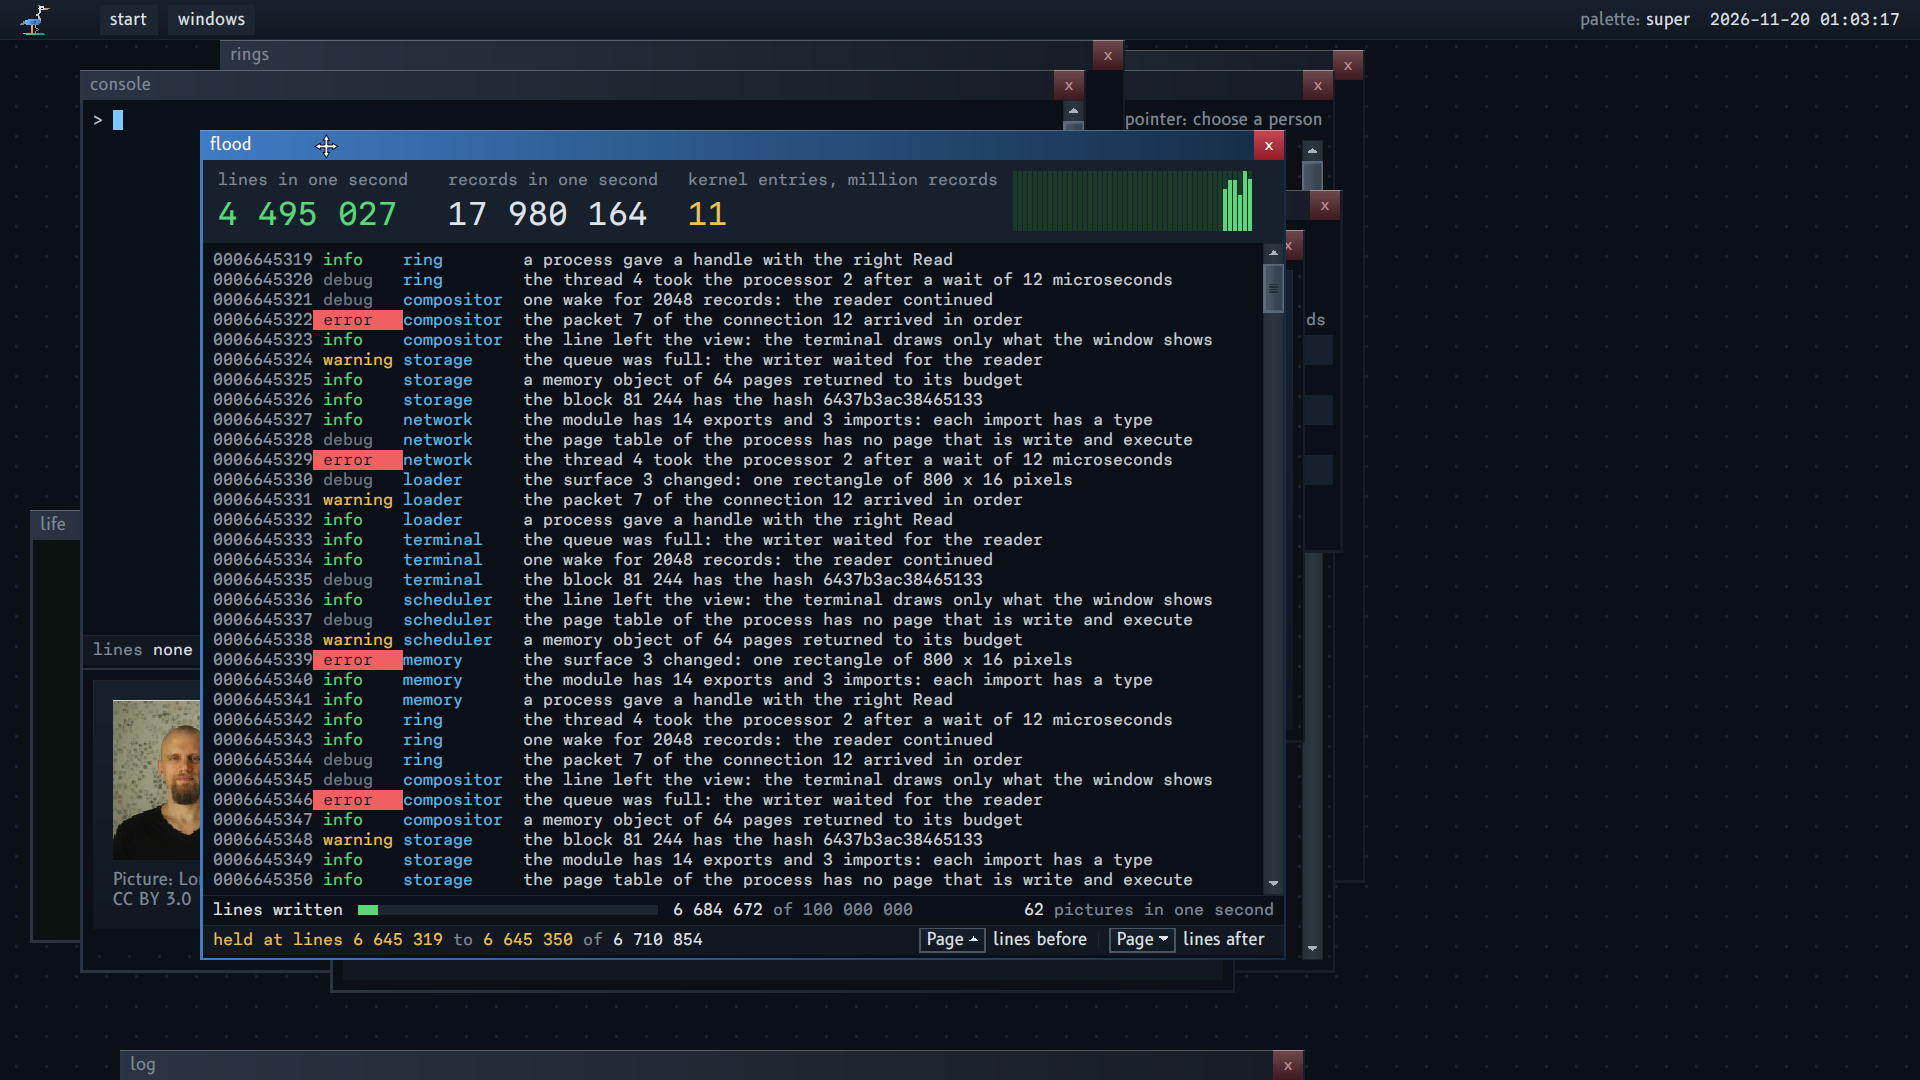 start windows palette: super 2026-11-20 01:03:17
rings x
x
console x
x
> pointer: choose a person
flood x
lines in one second records in one second kernel entries, million records
4 495 027 17 980 164 11
x
x
0006645319 info ring a process gave a handle with the right Read
0006645320 debug ring the thread 4 took the processor 2 after a wait of 12 microseconds
0006645321 debug compositor one wake for 2048 records: the reader continued
0006645322 error compositor the packet 7 of the connection 12 arrived in order
ds
0006645323 info compositor the line left the view: the terminal draws only what the window shows
0006645324 warning storage the queue was full: the writer waited for the reader
0006645325 info storage a memory object of 64 pages returned to its budget
0006645326 info storage the block 81 244 has the hash 6437b3ac38465133
0006645327 info network the module has 14 exports and 3 imports: each import has a type
0006645328 debug network the page table of the process has no page that is write and execute
0006645329 error network the thread 4 took the processor 2 after a wait of 12 microseconds
0006645330 debug loader the surface 3 changed: one rectangle of 800 x 16 pixels
0006645331 warning loader the packet 7 of the connection 12 arrived in order
0006645332 info loader a process gave a handle with the right Read
life
0006645333 info terminal the queue was full: the writer waited for the reader
0006645334 info terminal one wake for 2048 records: the reader continued
0006645335 debug terminal the block 81 244 has the hash 6437b3ac38465133
0006645336 info scheduler the line left the view: the terminal draws only what the window shows
0006645337 debug scheduler the page table of the process has no page that is write and execute
0006645338 warning scheduler a memory object of 64 pages returned to its budget
lines none
0006645339 error memory the surface 3 changed: one rectangle of 800 x 16 pixels
0006645340 info memory the module has 14 exports and 3 imports: each import has a type
0006645341 info memory a process gave a handle with the right Read
0006645342 info ring the thread 4 took the processor 2 after a wait of 12 microseconds
0006645343 info ring one wake for 2048 records: the reader continued
0006645344 debug ring the packet 7 of the connection 12 arrived in order
0006645345 debug compositor the line left the view: the terminal draws only what the window shows
0006645346 error compositor the queue was full: the writer waited for the reader
0006645347 info compositor a memory object of 64 pages returned to its budget
0006645348 warning storage the block 81 244 has the hash 6437b3ac38465133
0006645349 info storage the module has 14 exports and 3 imports: each import has a type
0006645350 info storage the page table of the process has no page that is write and execute
Picture: Lo
CC BY 3.0
lines written 6 684 672 of 100 000 000 62 pictures in one second
held at lines 6 645 319 to 6 645 350 of 6 710 854 Page lines before Page lines after
log x